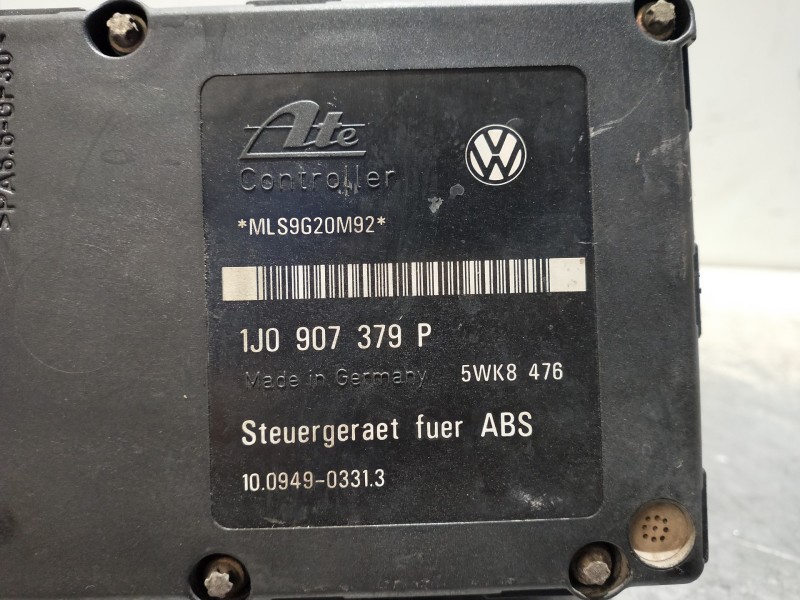 Ate
Controller
*MLS9G20M92*
1J0 907 379 P
Made in Germany 5WK8 476
Steuergeraet fuer ABS
10.0949-0331.3